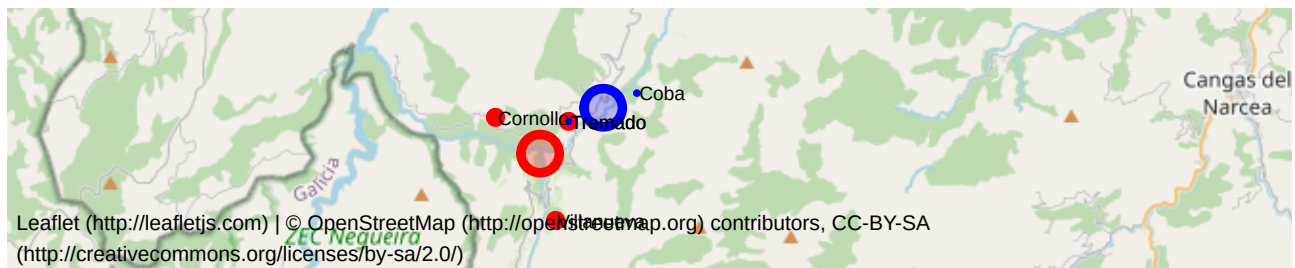 Coba
Cangas del
Narcea
Cornollo
Tremado
Galicia
Villanueva
Leaflet (http://leafletjs.com) | © OpenStreetMap (http://openstreetmap.org) contributors, CC-BY-SA
(http://creativecommons.org/licenses/by-sa/2.0/)
ZEC Negueira